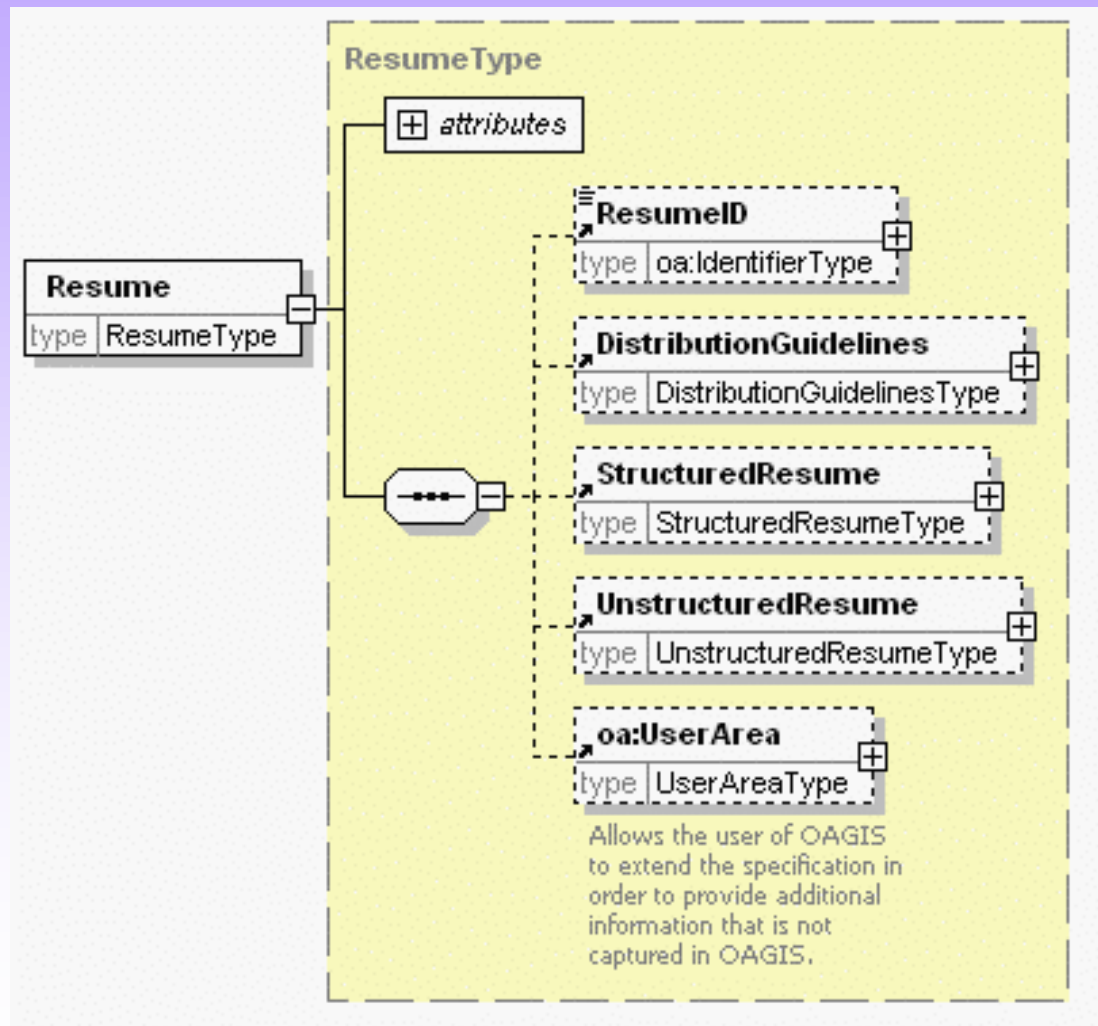 ResumeType
attributes
ResumeID
type oa:IdentifierType
Resume
type ResumeType
DistributionGuidelines
type DistributionGuidelinesType
StructuredResume
type StructuredResumeType
UnstructuredResume
type UnstructuredResumeType
oa:UserArea
type UserAreaType
Allows the user of OAGIS
to extend the specification in
order to provide additional
information that is not
captured in OAGIS.